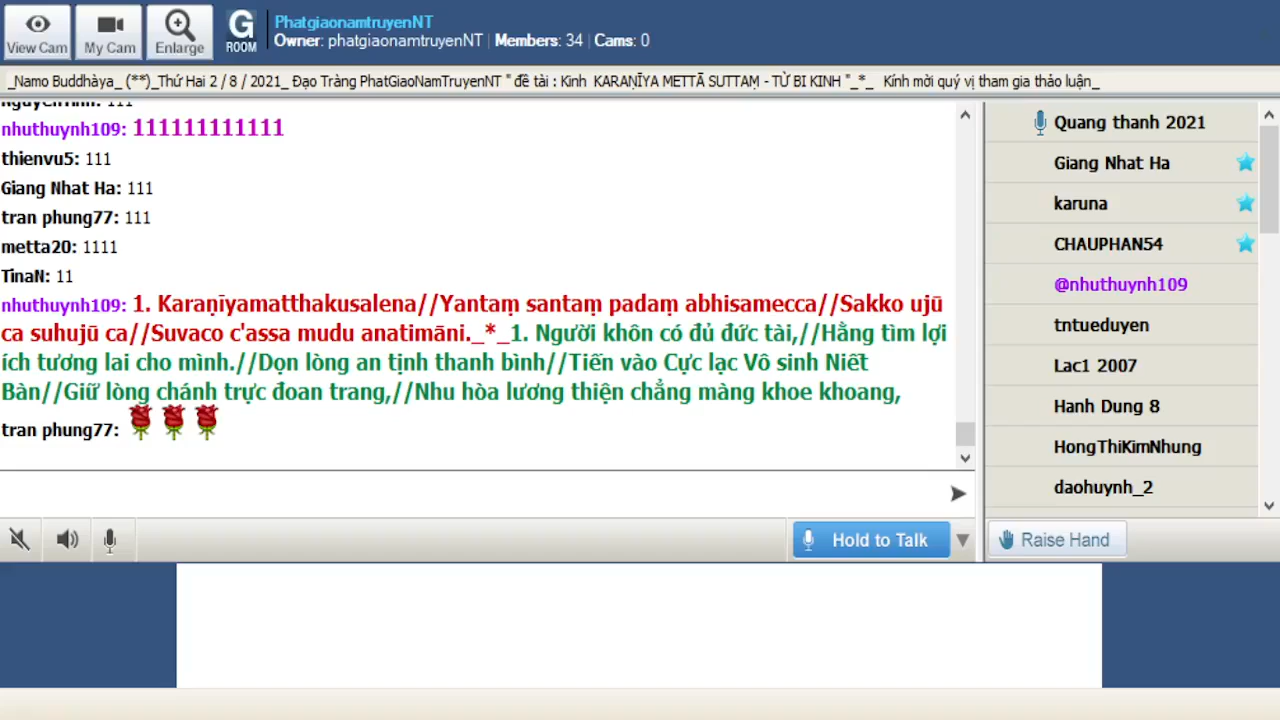 View Cam
My Cam
Enlarge
G
ROOM
PhatgiaonamtruyenNT
Owner: phatgiaonamtruyenNT | Members: 34 | Cams: 0
_Namo Buddhàya_ (**)_Thứ Hai 2 / 8 / 2021_ Đạo Tràng PhatGiaoNamTruyenNT " đề tài : Kinh KARAṆĪYA METTĀ SUTTAṂ - TỪ BI KINH "_*_ Kính mời quý vị tham gia thảo luận_
nhuthuynh109: 111111111111
thienvu5: 111
Giang Nhat Ha: 111
tran phung77: 111
metta20: 1111
TinaN: 11
nhuthuynh109: 1. Karaṇīyamatthakusalena//Yantaṃ santaṃ padaṃ abhisamecca//Sakko ujū
ca suhujū ca//Suvaco c'assa mudu anatimāni._*_1. Người khôn có đủ đức tài,//Hằng tìm lợi
ích tương lai cho mình.//Dọn lòng an tịnh thanh bình//Tiến vào Cực lạc Vô sinh Niết
Bàn//Giữ lòng chánh trực đoan trang,//Nhu hòa lương thiện chẳng màng khoe khoang,
tran phung77:
Quang thanh 2021
Giang Nhat Ha
karuna
CHAUPHAN54
@nhuthuynh109
tntueduyen
Lac1 2007
Hanh Dung 8
HongThiKimNhung
daohuynh_2
Hold to Talk
Raise Hand